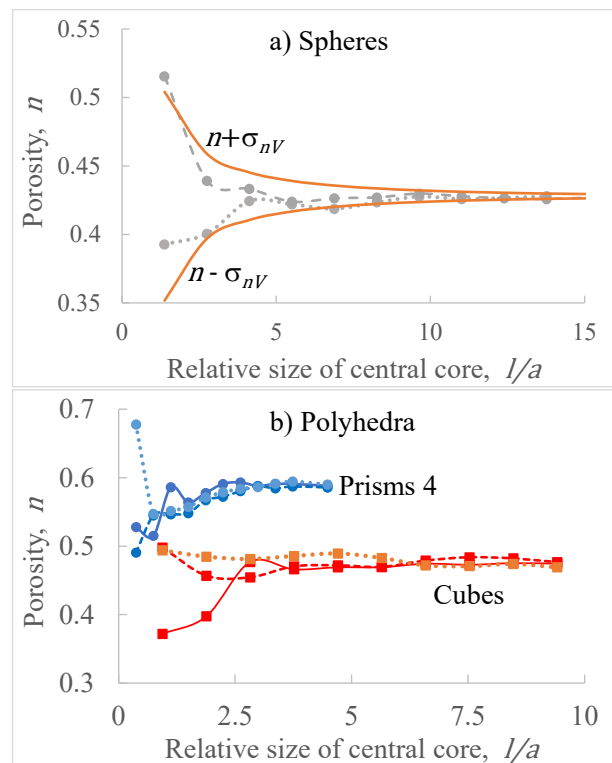 a) Spheres
Porosity, n
0.55
0.5
0.45
0.4
0.35
n+σnV
n - σnV
0 5 10 15
Relative size of central core, l/a
b) Polyhedra
Porosity, n
0.7
0.6
0.5
0.4
0.3
Prisms 4
Cubes
0 2.5 5 7.5 10
Relative size of central core, l/a